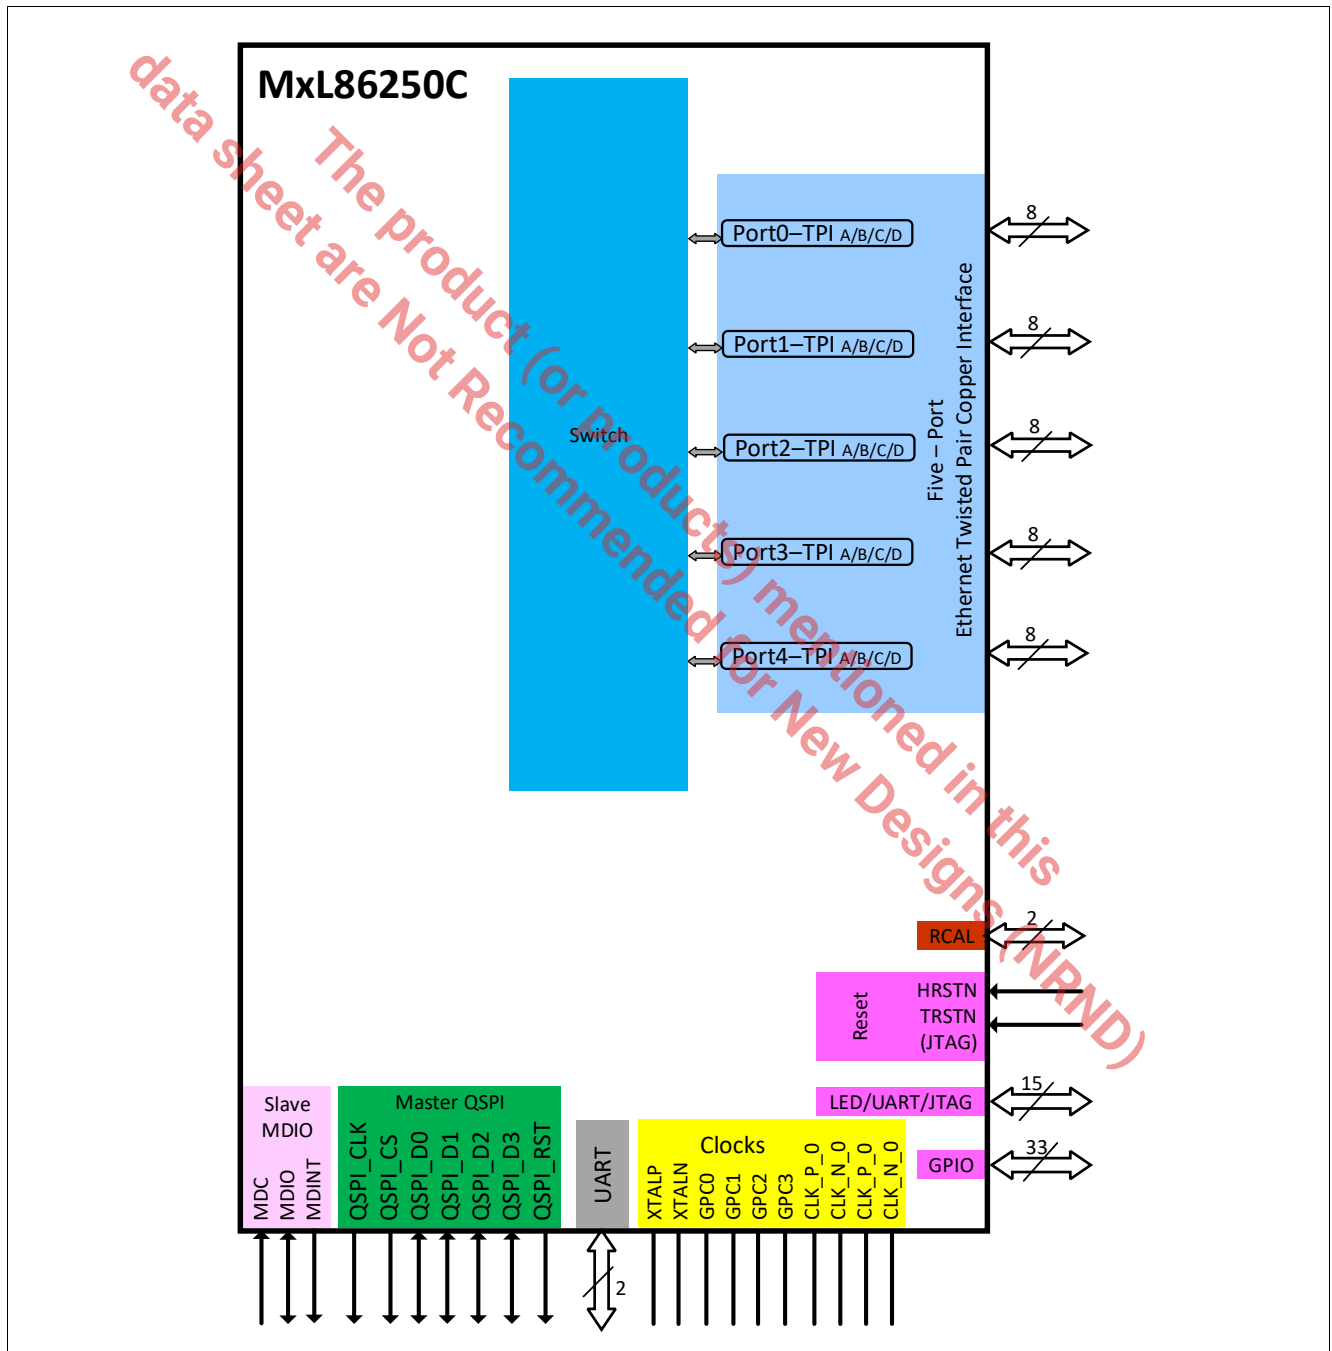 MxL86250C
The product (or products) mentioned in this
data sheet are Not Recommended for New Designs (NRND)
Switch
Port0–TPI A/B/C/D
Port1–TPI A/B/C/D
Port2–TPI A/B/C/D
Port3–TPI A/B/C/D
Port4–TPI A/B/C/D
Five – Port
Ethernet Twisted Pair Copper Interface
8
8
8
8
8
RCAL
2
Reset
HRSTN
TRSTN
(JTAG)
LED/UART/JTAG
15
GPIO
33
Slave
MDIO
MDC
MDIO
MDINT
Master QSPI
QSPI_CLK
QSPI_CS
QSPI_D0
QSPI_D1
QSPI_D2
QSPI_D3
QSPI_RST
UART
2
Clocks
XTALP
XTALN
GPC0
GPC1
GPC2
GPC3
CLK_P_0
CLK_N_0
CLK_P_0
CLK_N_0